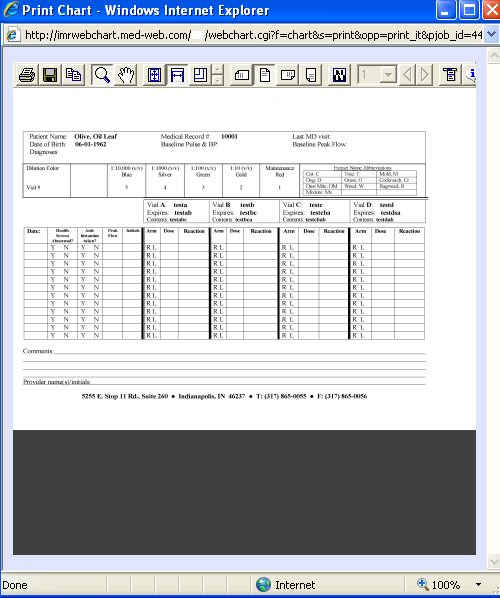 Print Chart - Windows Internet Explorer
http://imrwebchart.med-web.com/ /webchart.cgi?f=chart&s=print&opp=print_it&pjob_id=44
1
Patient Name: Olive, Oil Leaf Medical Record #: 10001 Last MD visit:
Date of Birth: 06-01-1962 Baseline Pulse & BP: Baseline Peak Flow:
Diagnoses:
Dilution Color 1:10,000 (v/v) 1:1000 (v/v) 1:100 (v/v) 1:10 (v/v) Maintenance Extract Name Abbreviations
Blue Silver Green Gold Red
Cat: C Tree: T Mold: M
Dog: D Grass: G Cockroach: Cr
Dust Mite: DM Weed: W Ragweed: R
Mixture: Mx
Vial # 5 4 3 2 1
Vial A: testa Vial B: testb Vial C: testc Vial D: testd
Expires: testab Expires: testbc Expires: testcba Expires: testdsa
Contents: testabc Contents: testbca Contents: testcbab Contents: testdab
Date: Health Screen Abnormal? Anti-histamine taken? Peak Flow Initials Arm Dose Reaction Arm Dose Reaction Arm Dose Reaction Arm Dose Reaction
Y N Y N R L R L R L R L
Y N Y N R L R L R L R L
Y N Y N R L R L R L R L
Y N Y N R L R L R L R L
Y N Y N R L R L R L R L
Y N Y N R L R L R L R L
Y N Y N R L R L R L R L
Y N Y N R L R L R L R L
Y N Y N R L R L R L R L
Y N Y N R L R L R L R L
Comments:
Provider name(s)/initials:
5255 E. Stop 11 Rd., Suite 260 ● Indianapolis, IN 46237 ● T: (317) 865-0055 ● F: (317) 865-0056
Done Internet 100%